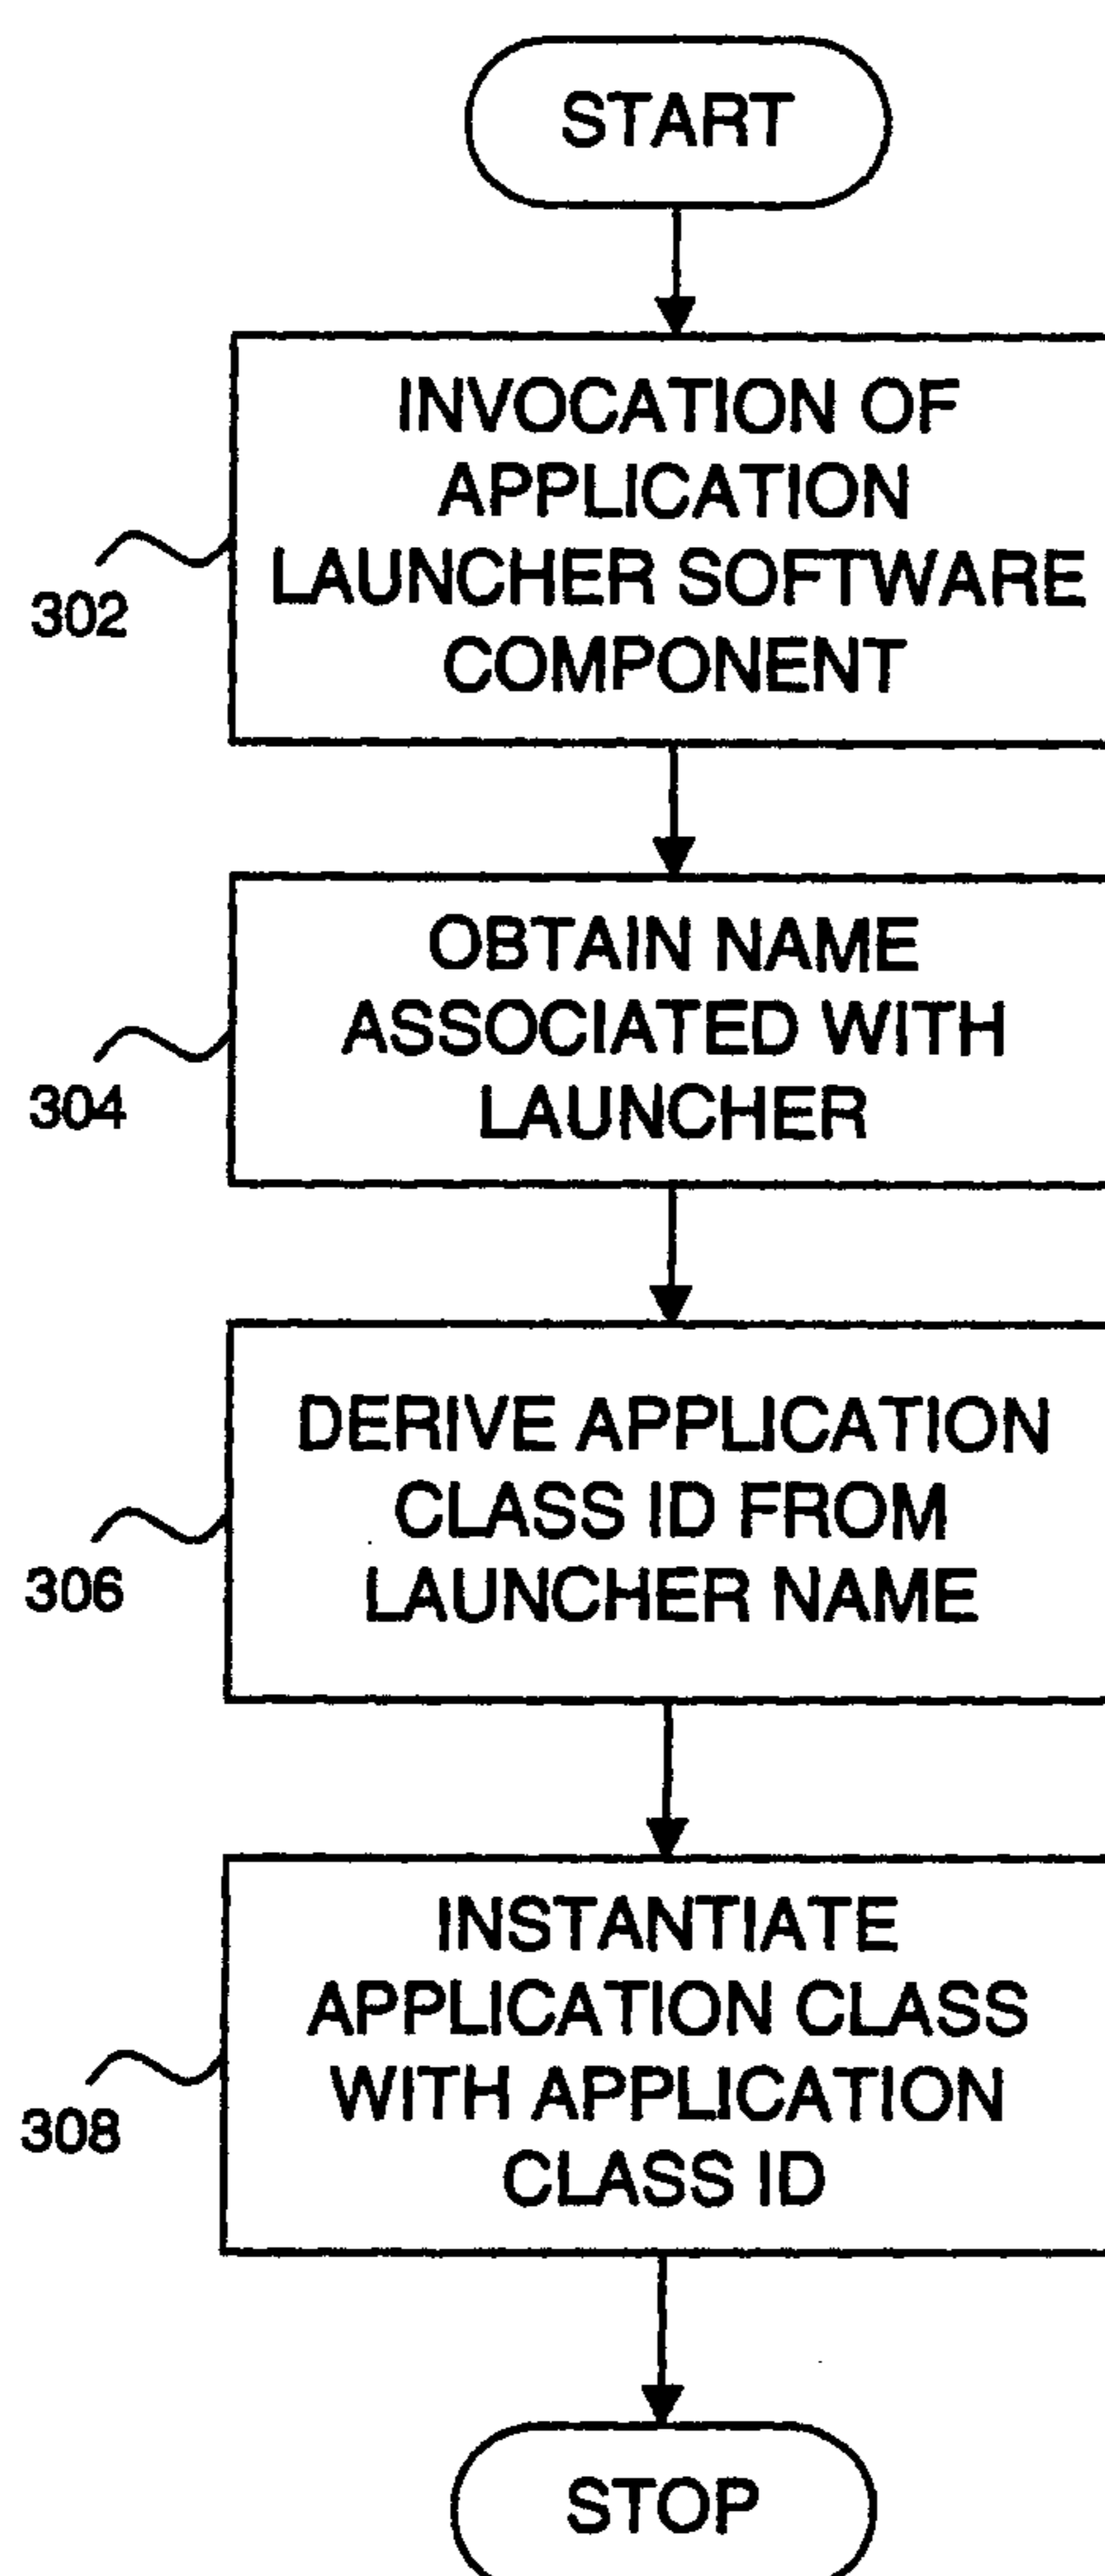 START
INVOCATION OF
APPLICATION
LAUNCHER SOFTWARE
COMPONENT
302
OBTAIN NAME
ASSOCIATED WITH
LAUNCHER
304
DERIVE APPLICATION
CLASS ID FROM
LAUNCHER NAME
306
INSTANTIATE
APPLICATION CLASS
WITH APPLICATION
CLASS ID
308
STOP